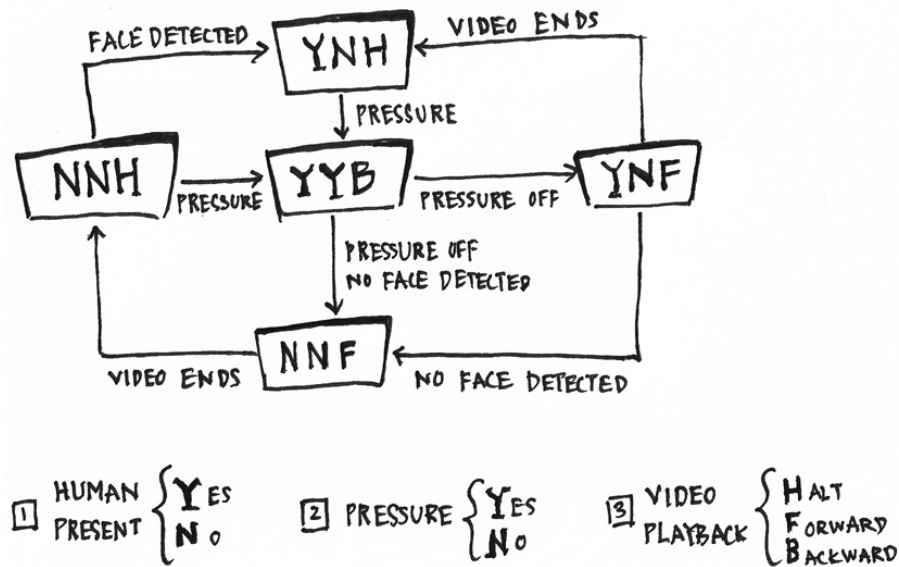 FACE DETECTED
YNH
VIDEO ENDS
PRESSURE
NNH
PRESSURE
YYB
PRESSURE OFF
YNF
PRESSURE OFF
NO FACE DETECTED
NNF
VIDEO ENDS
NO FACE DETECTED
1 HUMAN PRESENT
YES
NO
2 PRESSURE
YES
NO
3 VIDEO PLAYBACK
HALT
FORWARD
BACKWARD